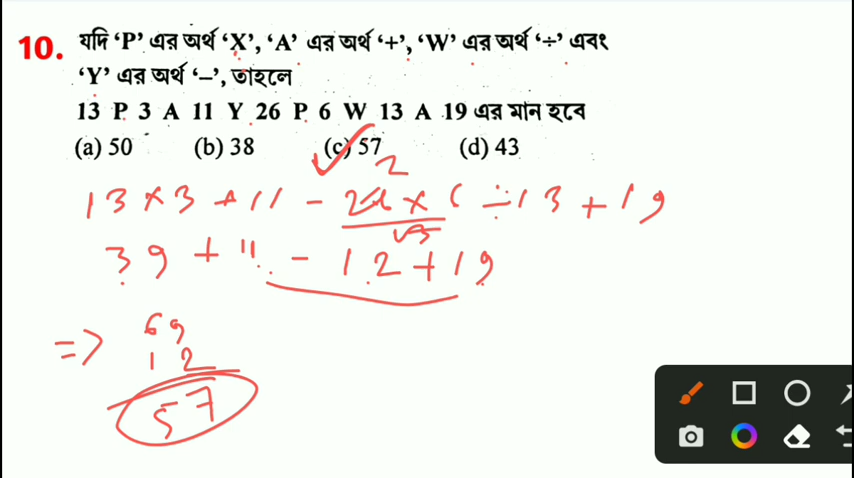 10. যদি ‘P’ এর অর্থ ‘X’, ‘A’ এর অর্থ ‘+’, ‘W’ এর অর্থ ‘÷’ এবং
‘Y’ এর অর্থ ‘–’, তাহলে
13 P 3 A 11 Y 26 P 6 W 13 A 19 এর মান হবে
(a) 50 (b) 38 (c) 57 (d) 43
2
13 × 3 + 11 - 26 × 6 ÷ 13 + 19
13
39 + 11 - 12 + 19
=> 69
12
57